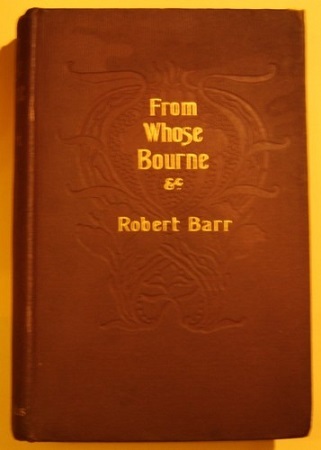 From
Whose
Bourne
&c
Robert Barr